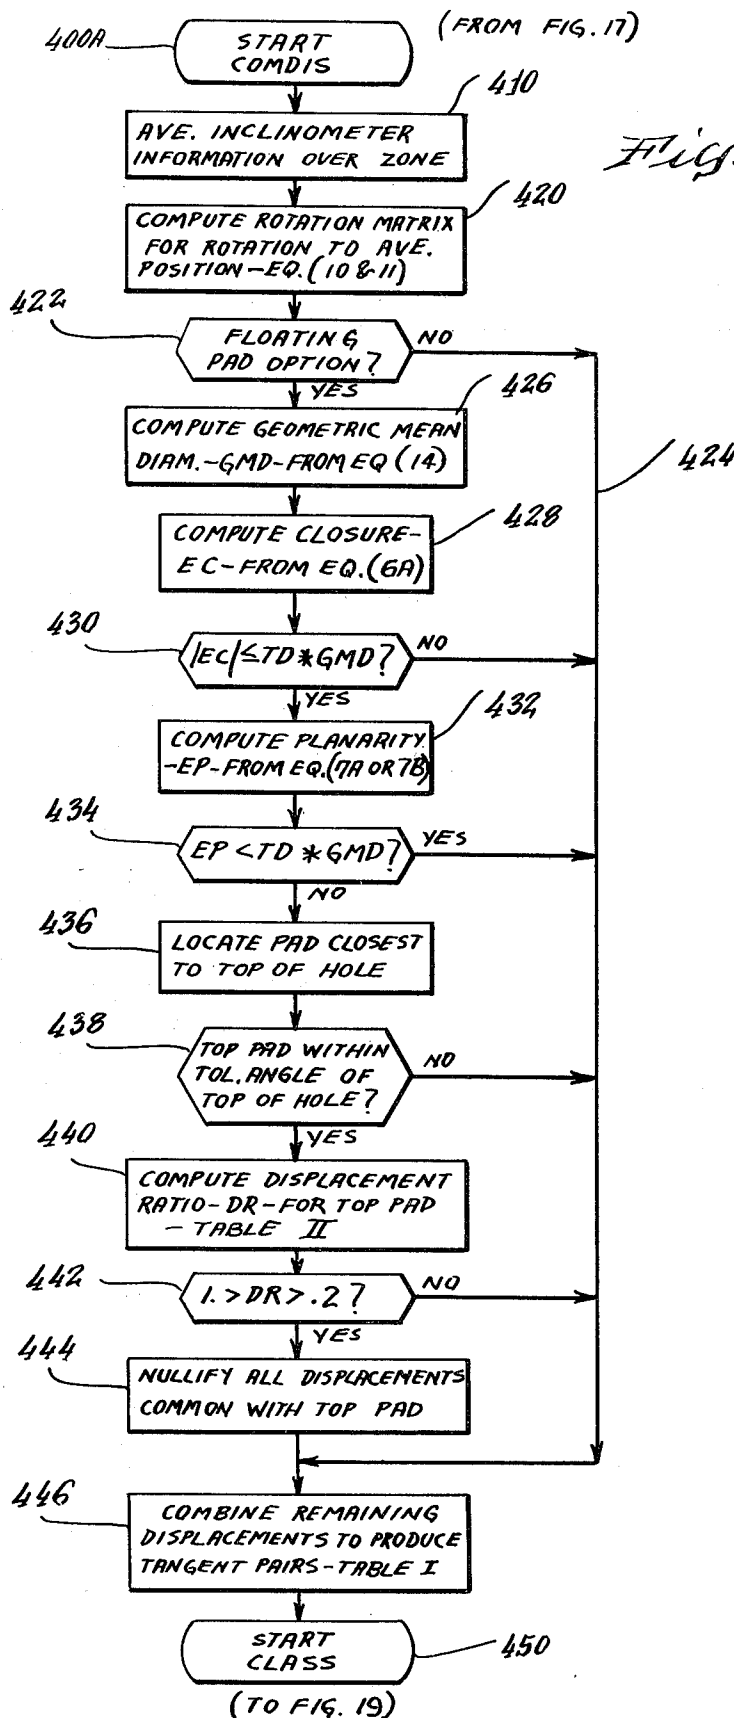 (FROM FIG. 17)
400A
START
COMDIS
410
AVE. INCLINOMETER
INFORMATION OVER ZONE
Fig.
420
COMPUTE ROTATION MATRIX
FOR ROTATION TO AVE.
POSITION-EQ. (10 & 11)
422
FLOATING
PAD OPTION?
NO
YES
426
COMPUTE GEOMETRIC MEAN
DIAM.-GMD-FROM EQ (14)
424
428
COMPUTE CLOSURE-
EC-FROM EQ.(6A)
430
|EC|≤TD*GMD?
NO
YES
432
COMPUTE PLANARITY
-EP-FROM EQ.(7A OR 7B)
434
EP<TD*GMD?
YES
NO
436
LOCATE PAD CLOSEST
TO TOP OF HOLE
438
TOP PAD WITHIN
TOL. ANGLE OF
TOP OF HOLE?
NO
YES
440
COMPUTE DISPLACEMENT
RATIO-DR-FOR TOP PAD
- TABLE II
442
1.>DR>.2?
NO
YES
444
NULLIFY ALL DISPLACEMENTS
COMMON WITH TOP PAD
446
COMBINE REMAINING
DISPLACEMENTS TO PRODUCE
TANGENT PAIRS-TABLE I
START
CLASS
450
(TO FIG. 19)